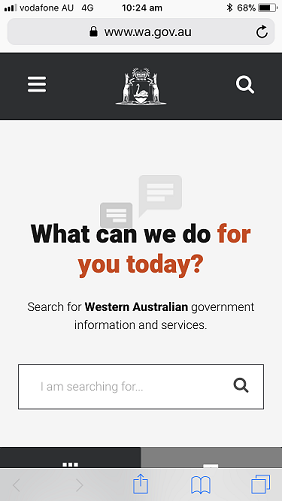 vodafone AU 4G 10:24 am 68%
www.wa.gov.au
What can we do for
you today?
Search for Western Australian government
information and services.
I am searching for...